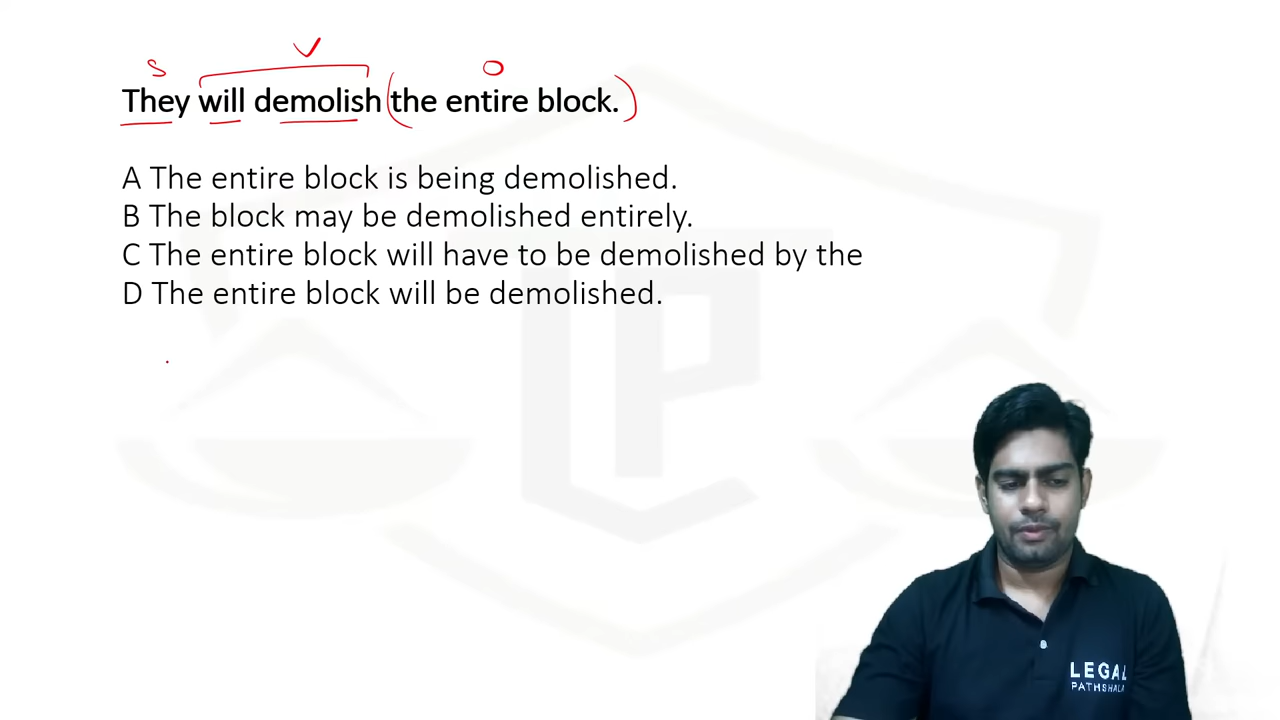 S V O
They will demolish (the entire block.)
A The entire block is being demolished.
B The block may be demolished entirely.
C The entire block will have to be demolished by the
D The entire block will be demolished.
LP
LEGAL
PATHSHALA